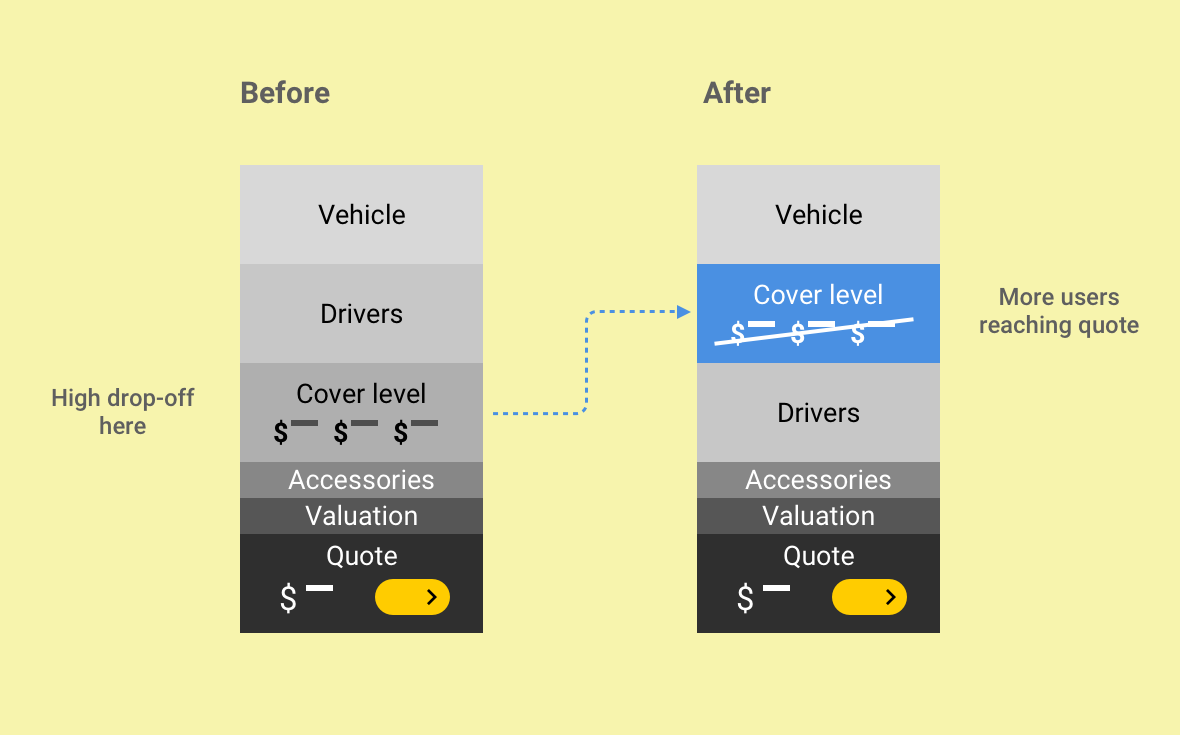 Before
Vehicle
Drivers
High drop-off
here
Cover level
$ $ $
Accessories
Valuation
Quote
$
After
Vehicle
Cover level
$ $ $
More users
reaching quote
Drivers
Accessories
Valuation
Quote
$